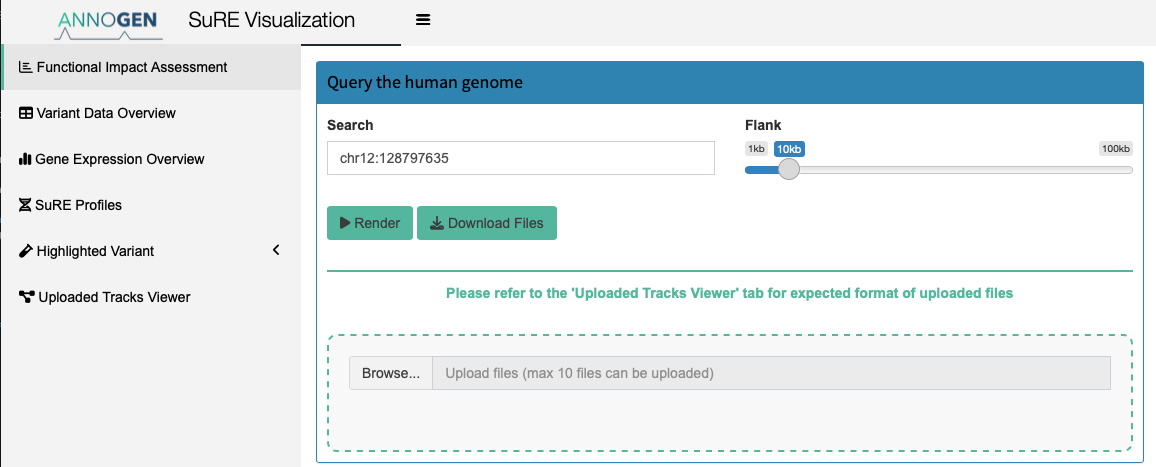 ANNOGEN
SuRE Visualization
Functional Impact Assessment
Variant Data Overview
Gene Expression Overview
SuRE Profiles
Highlighted Variant
Uploaded Tracks Viewer
Query the human genome
Search
chr12:128797635
Flank
1kb 10kb 100kb
Render
Download Files
Please refer to the 'Uploaded Tracks Viewer' tab for expected format of uploaded files
Browse... Upload files (max 10 files can be uploaded)